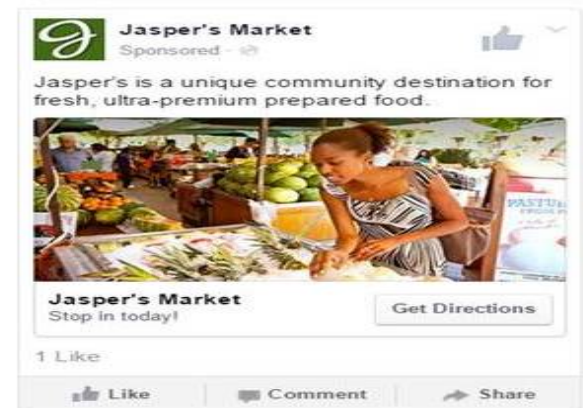 Jasper's Market
Sponsored ·
Jasper's is a unique community destination for
fresh, ultra-premium prepared food.
PASTU
Jasper's Market
Stop in today!
Get Directions
1 Like
Like Comment Share